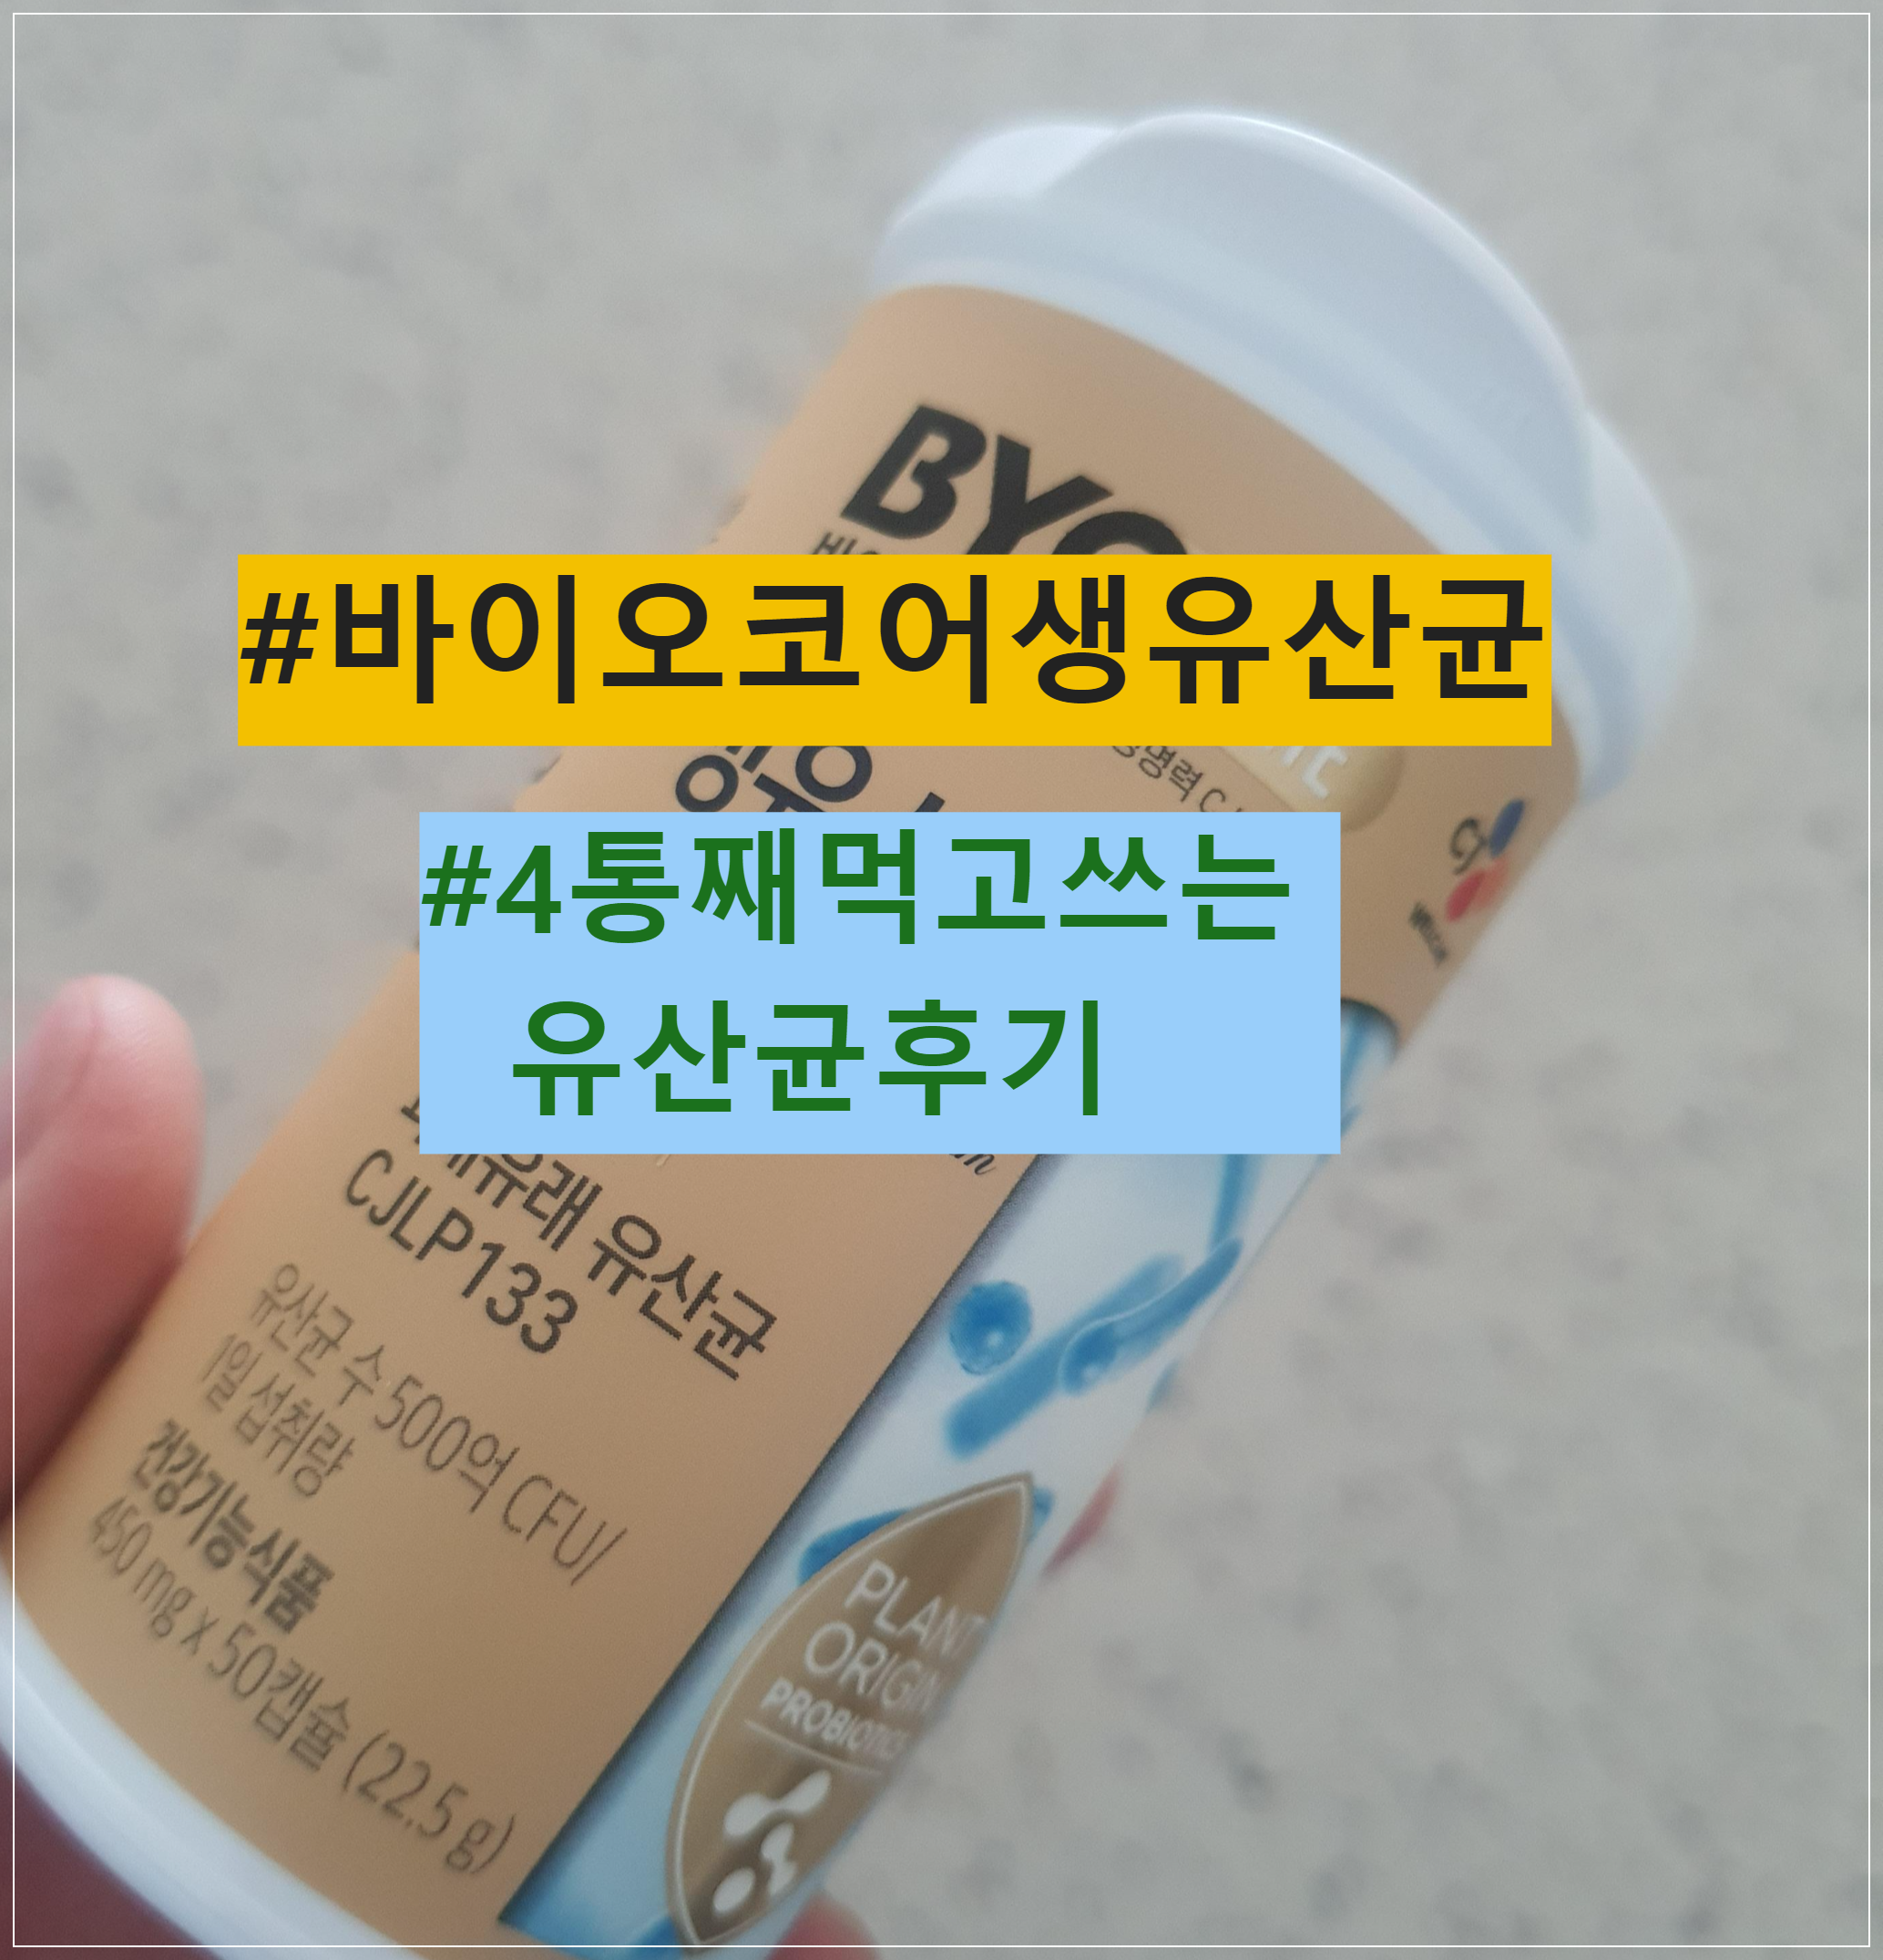 BYO
#바이오코어생유산균
#4통째먹고쓰는
유산균후기
유래 유산균
CJLP133
유산균 수 500억 CFU/
1일 섭취량
건강기능식품
450 mg x 50캡슐 (22.5 g)
CJ
PLANT
ORIGIN
PROBIOTICS